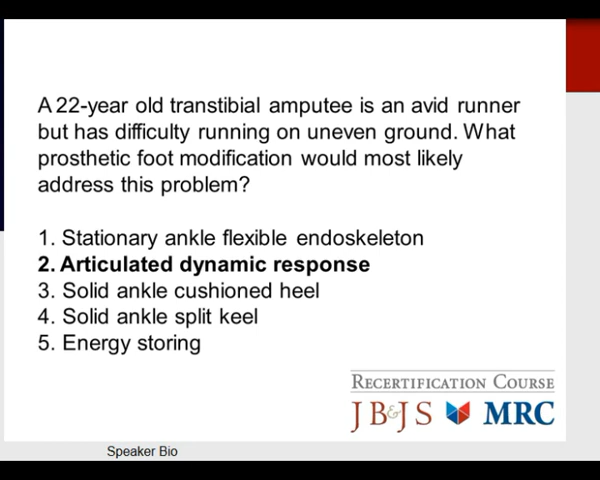 A 22-year old transtibial amputee is an avid runner
but has difficulty running on uneven ground. What
prosthetic foot modification would most likely
address this problem?
1. Stationary ankle flexible endoskeleton
2. Articulated dynamic response
3. Solid ankle cushioned heel
4. Solid ankle split keel
5. Energy storing
RECERTIFICATION COURSE
JB&JS MRC
Speaker Bio